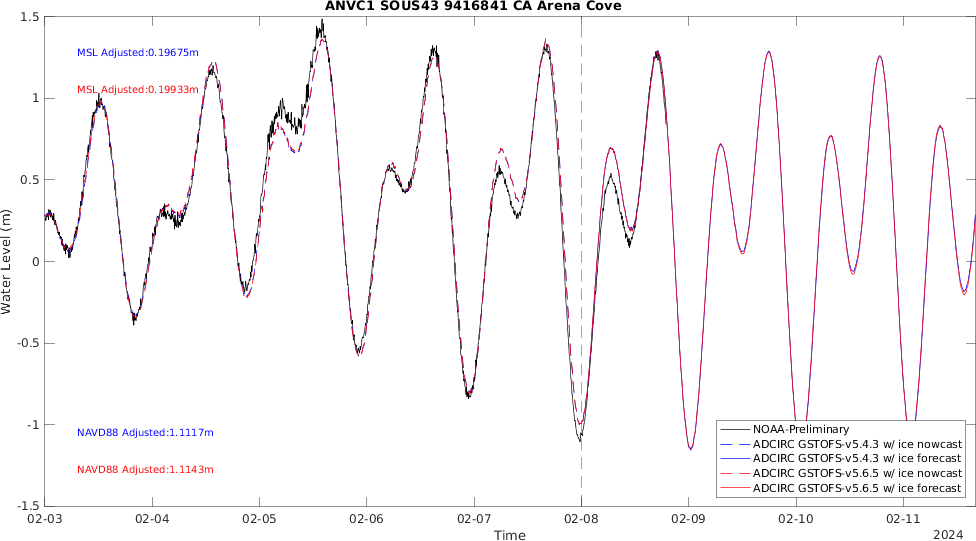 ANVC1 SOUS43 9416841 CA Arena Cove
1.5
1
0.5
0
-0.5
-1
-1.5
Water Level (m)
MSL Adjusted:0.19675m
MSL Adjusted:0.19933m
NAVD88 Adjusted:1.1117m
NAVD88 Adjusted:1.1143m
NOAA-Preliminary
ADCIRC GSTOFS-v5.4.3 w/ ice nowcast
ADCIRC GSTOFS-v5.4.3 w/ ice forecast
ADCIRC GSTOFS-v5.6.5 w/ ice nowcast
ADCIRC GSTOFS-v5.6.5 w/ ice forecast
02-03 02-04 02-05 02-06 02-07 02-08 02-09 02-10 02-11
Time
2024